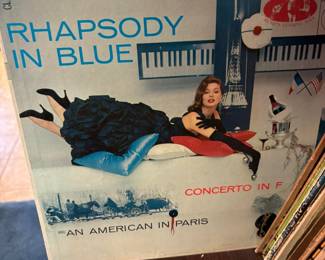 RHAPSODY
IN BLUE
CONCERTO IN F
AN AMERICAN IN PARIS